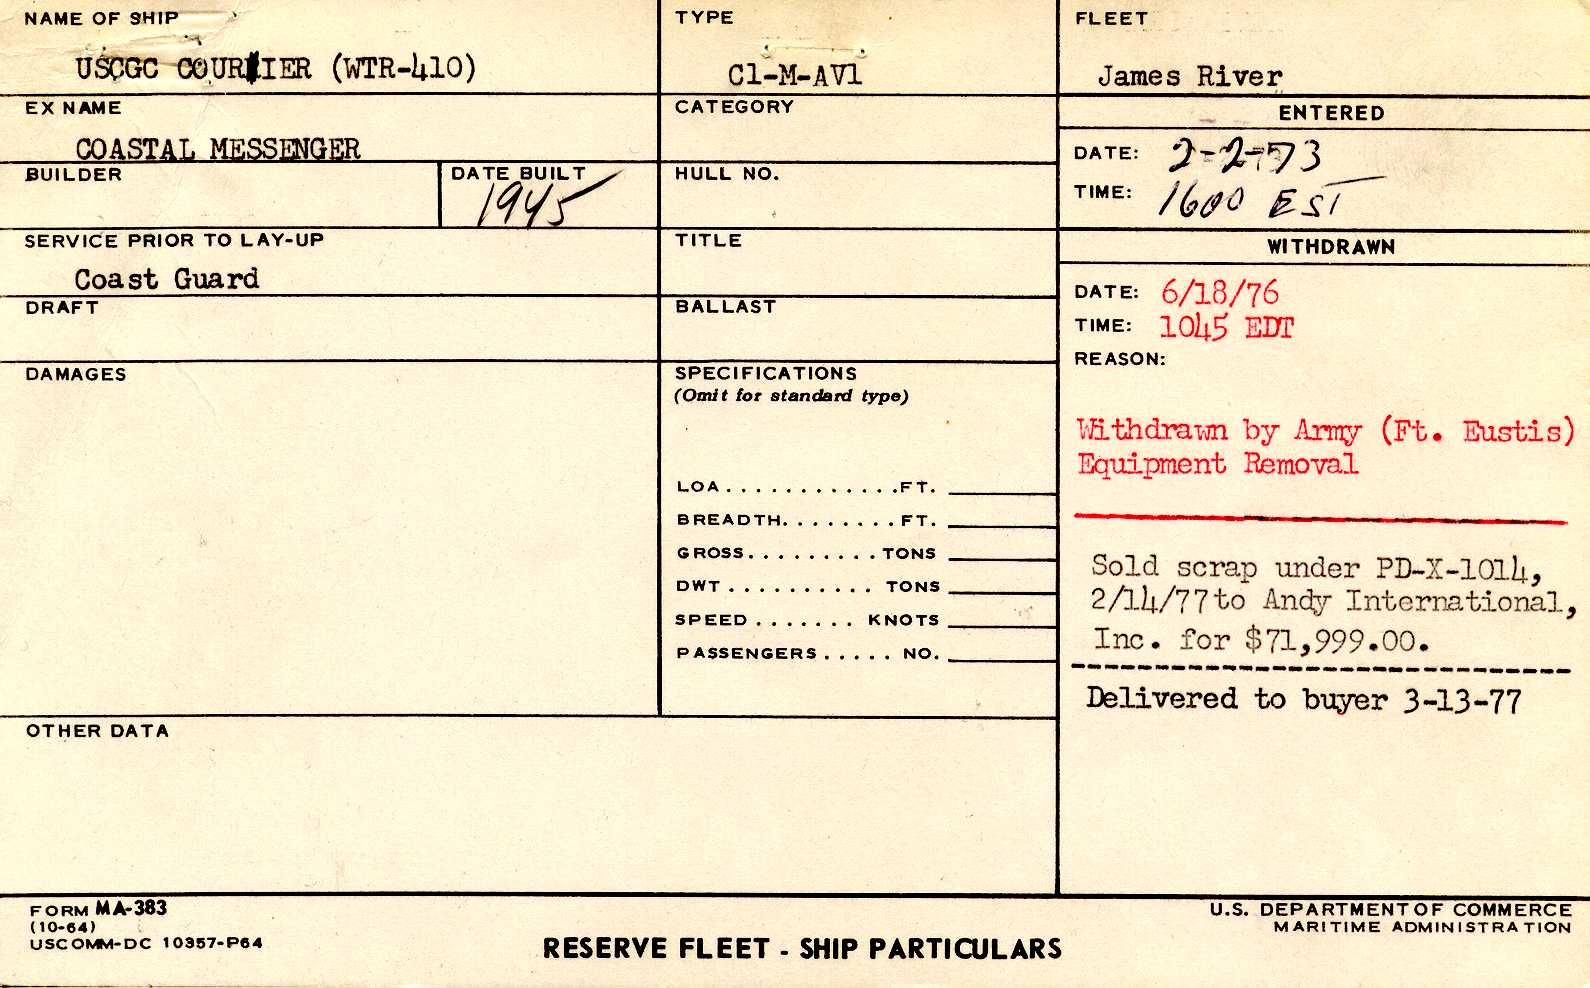 NAME OF SHIP
USCGC COURIER (WTR-410)
TYPE
C1-M-AV1
FLEET
James River
EX NAME
COASTAL MESSENGER
CATEGORY
ENTERED
DATE: 2-2-73
TIME: 1600 EST
BUILDER
DATE BUILT
1945
HULL NO.
SERVICE PRIOR TO LAY-UP
Coast Guard
TITLE
WITHDRAWN
DATE: 6/18/76
TIME: 1045 EDT
REASON:
Withdrawn by Army (Ft. Eustis)
Equipment Removal
DRAFT
BALLAST
DAMAGES
SPECIFICATIONS
(Omit for standard type)
LOA . . . . . . . . . . . . FT.
BREADTH. . . . . . . . FT.
GROSS. . . . . . . . . TONS
DWT . . . . . . . . . . TONS
SPEED . . . . . . . KNOTS
PASSENGERS . . . . . NO.
Sold scrap under PD-X-1014,
2/14/77 to Andy International,
Inc. for $71,999.00.
Delivered to buyer 3-13-77
OTHER DATA
FORM MA-383
(10-64)
USCOMM-DC 10357-P64
RESERVE FLEET - SHIP PARTICULARS
U.S. DEPARTMENT OF COMMERCE
MARITIME ADMINISTRATION